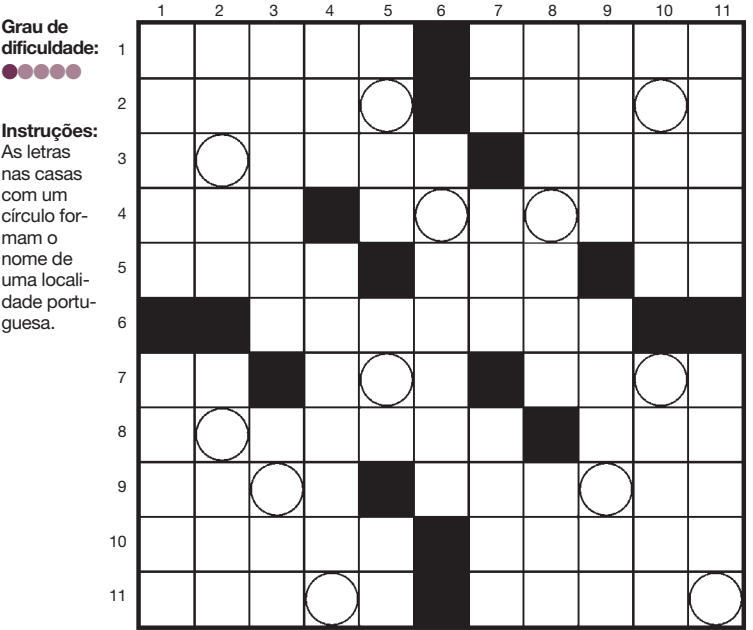 Grau de
dificuldade:
Instruções:
As letras
nas casas
com um
círculo for-
mam o
nome de
uma locali-
dade portu-
guesa.
1 2 3 4 5 6 7 8 9 10 11
1
2
3
4
5
6
7
8
9
10
11